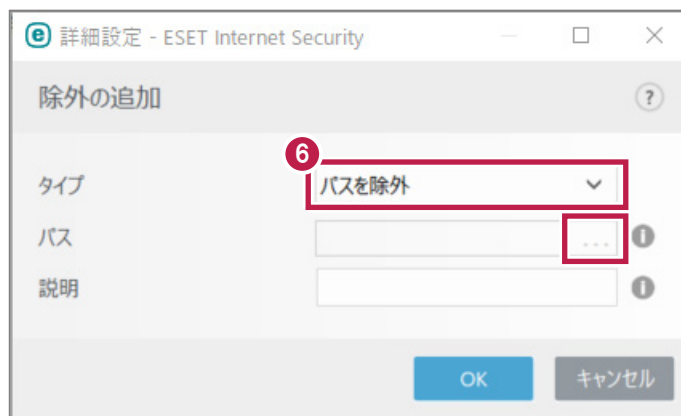 e 詳細設定 - ESET Internet Security
除外の追加 ?
6
タイプ パスを除外
パス ...
説明
OK キャンセル